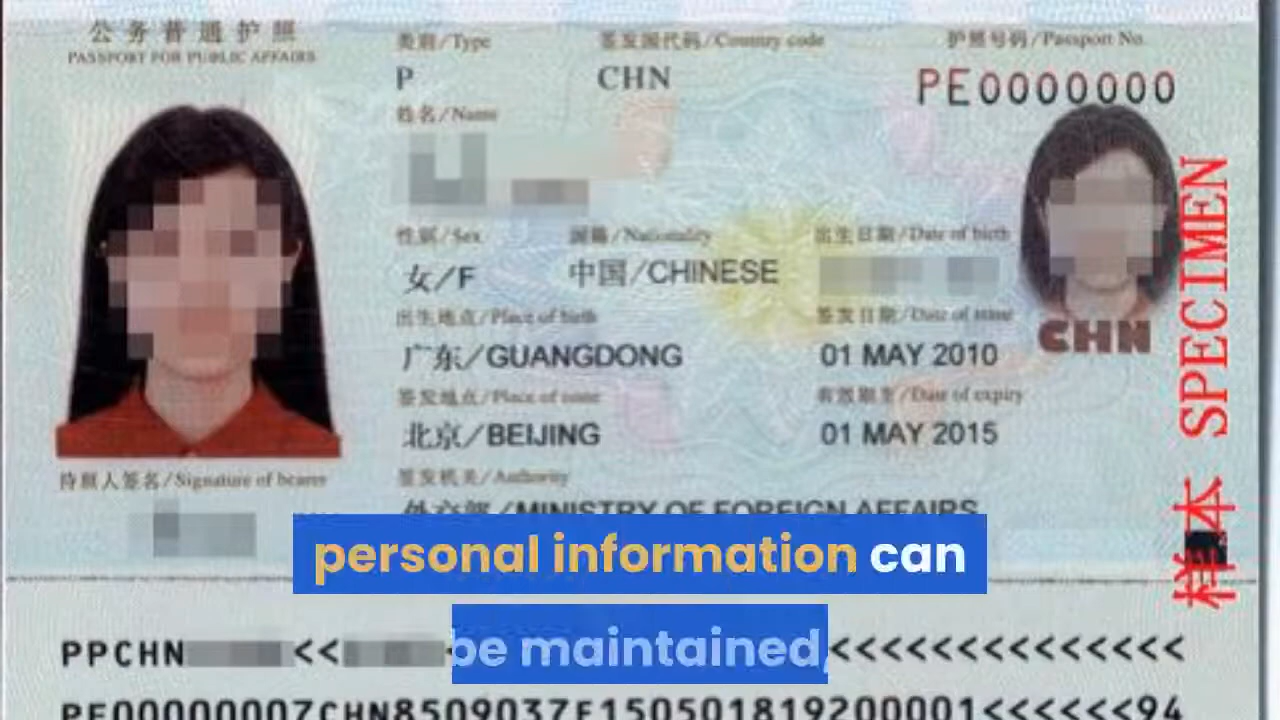 公务普通护照
PASSPORT FOR PUBLIC AFFAIRS
类别/Type 签发国代码/Country code 护照号码/Passport No.
P CHN PE0000000
姓名/Name
性别/Sex 国籍/Nationality 出生日期/Date of birth
女/F 中国/CHINESE
出生地点/Place of birth 签发日期/Date of issue
广东/GUANGDONG 01 MAY 2010
CHN
签发地点/Place of issue 有效期至/Date of expiry
北京/BEIJING 01 MAY 2015
持照人签名/Signature of bearer 签发机关/Authority
外交部/MINISTRY OF FOREIGN AFFAIRS
样本 SPECIMEN
personal information can
be maintained,
PPCHN << <<<<<<<<<<<<<<
PE00000007CHN8509037F150501819200001<<<<<<94